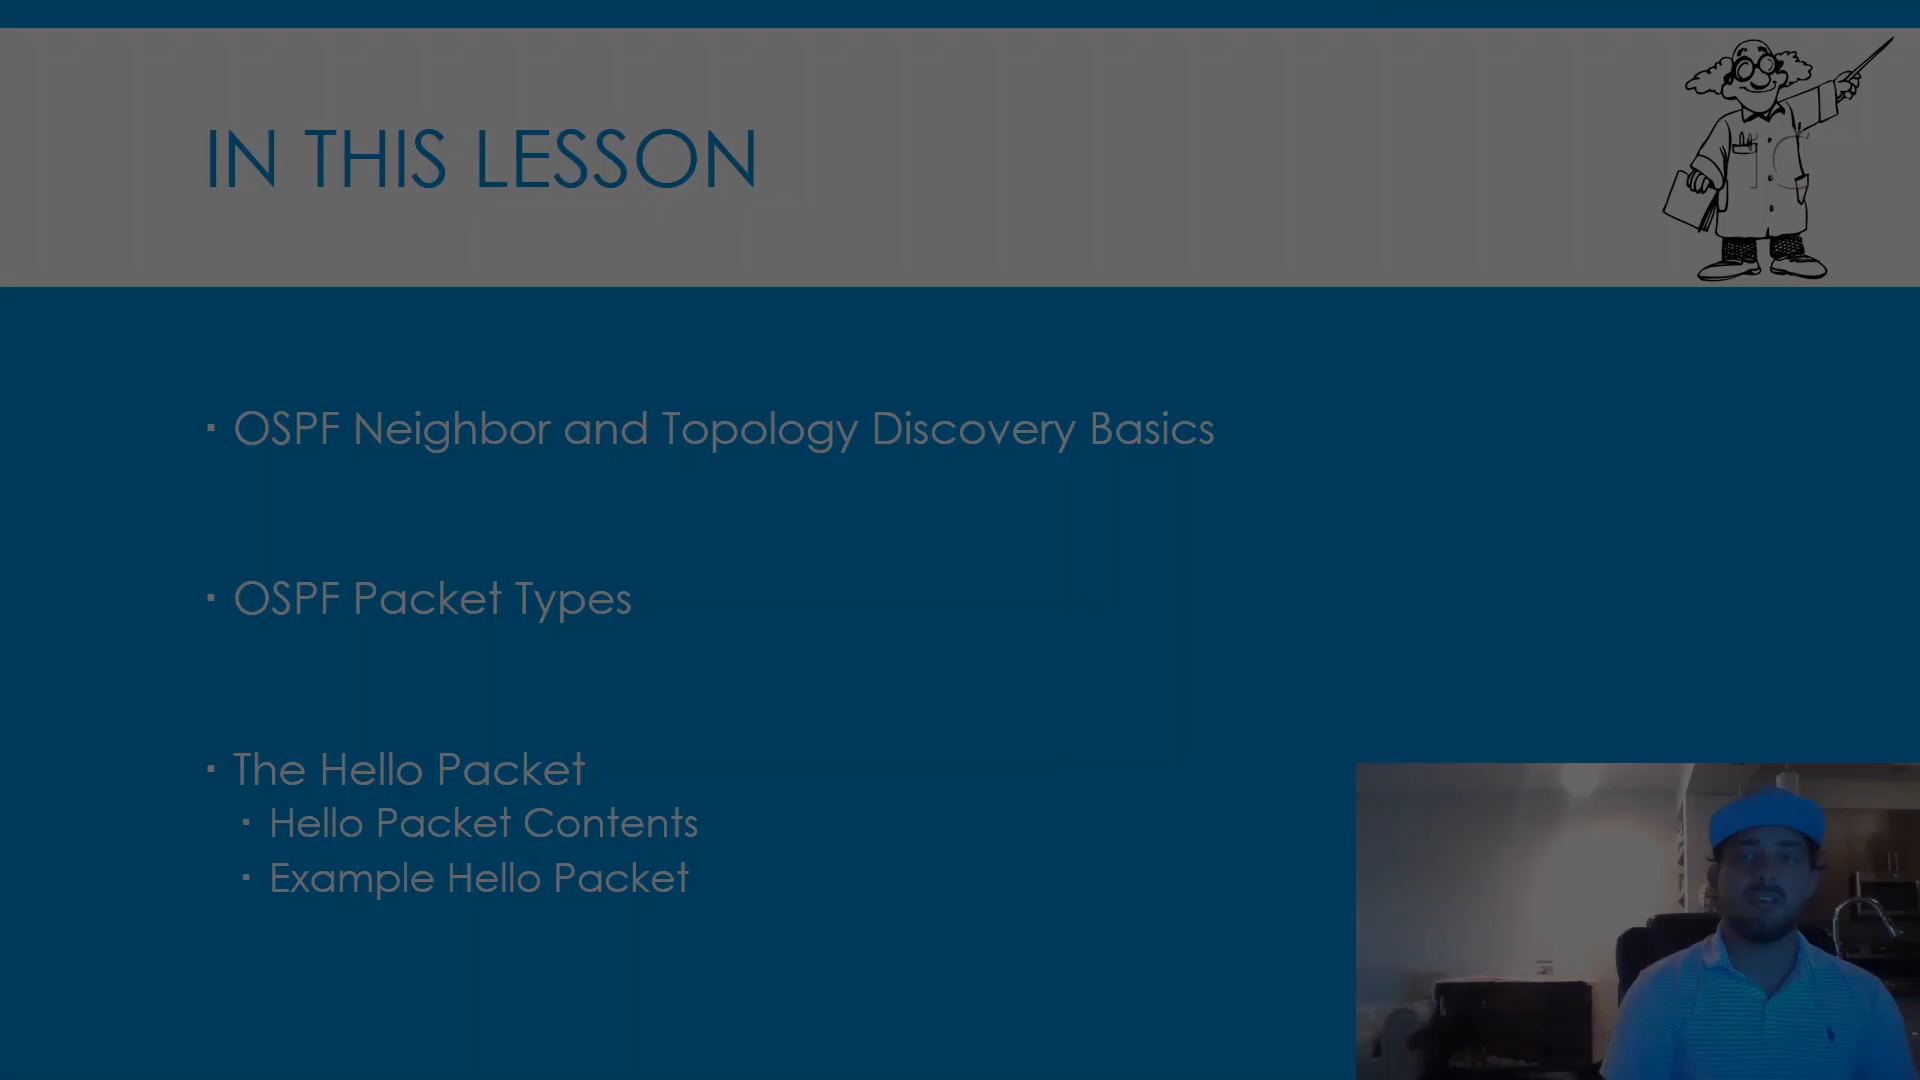 IN THIS LESSON
▪ OSPF Neighbor and Topology Discovery Basics
▪ OSPF Packet Types
▪ The Hello Packet
▪ Hello Packet Contents
▪ Example Hello Packet